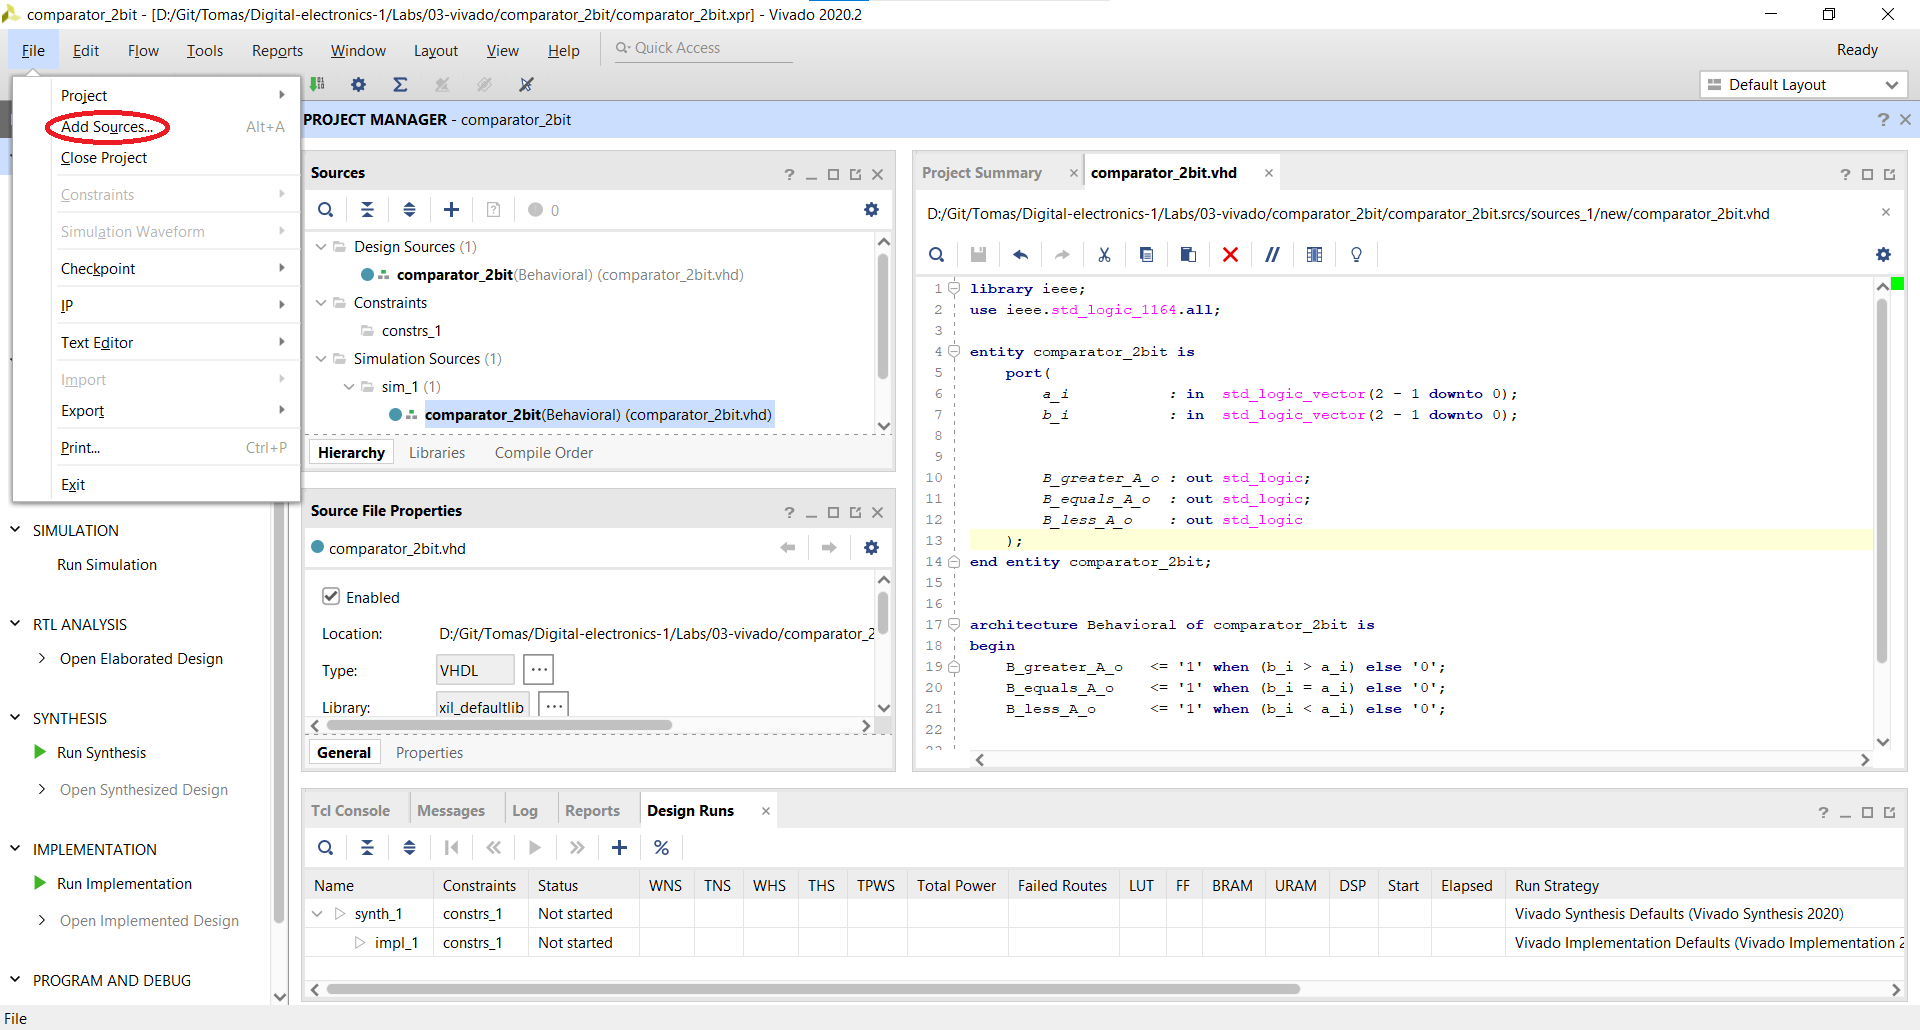 comparator_2bit - [D:/Git/Tomas/Digital-electronics-1/Labs/03-vivado/comparator_2bit/comparator_2bit.xpr] - Vivado 2020.2
File Edit Flow Tools Reports Window Layout View Help Quick Access Ready
Default Layout
Project
Add Sources... Alt+A
Close Project
Constraints
Simulation Waveform
Checkpoint
IP
Text Editor
Import
Export
Print... Ctrl+P
Exit
SIMULATION
Run Simulation
RTL ANALYSIS
Open Elaborated Design
SYNTHESIS
Run Synthesis
Open Synthesized Design
IMPLEMENTATION
Run Implementation
Open Implemented Design
PROGRAM AND DEBUG
PROJECT MANAGER - comparator_2bit
Sources
0
Design Sources (1)
comparator_2bit(Behavioral) (comparator_2bit.vhd)
Constraints
constrs_1
Simulation Sources (1)
sim_1 (1)
comparator_2bit(Behavioral) (comparator_2bit.vhd)
Hierarchy Libraries Compile Order
Source File Properties
comparator_2bit.vhd
Enabled
Location: D:/Git/Tomas/Digital-electronics-1/Labs/03-vivado/comparator_2
Type: VHDL ...
Library: xil_defaultlib ...
General Properties
Project Summary comparator_2bit.vhd
D:/Git/Tomas/Digital-electronics-1/Labs/03-vivado/comparator_2bit/comparator_2bit.srcs/sources_1/new/comparator_2bit.vhd
1 library ieee;
2 use ieee.std_logic_1164.all;
3
4 entity comparator_2bit is
5 port(
6 a_i : in std_logic_vector(2 - 1 downto 0);
7 b_i : in std_logic_vector(2 - 1 downto 0);
8
9
10 B_greater_A_o : out std_logic;
11 B_equals_A_o : out std_logic;
12 B_less_A_o : out std_logic
13 );
14 end entity comparator_2bit;
15
16
17 architecture Behavioral of comparator_2bit is
18 begin
19 B_greater_A_o <= '1' when (b_i > a_i) else '0';
20 B_equals_A_o <= '1' when (b_i = a_i) else '0';
21 B_less_A_o <= '1' when (b_i < a_i) else '0';
22
Tcl Console Messages Log Reports Design Runs
Name Constraints Status WNS TNS WHS THS TPWS Total Power Failed Routes LUT FF BRAM URAM DSP Start Elapsed Run Strategy
synth_1 constrs_1 Not started Vivado Synthesis Defaults (Vivado Synthesis 2020)
impl_1 constrs_1 Not started Vivado Implementation Defaults (Vivado Implementation 2
File